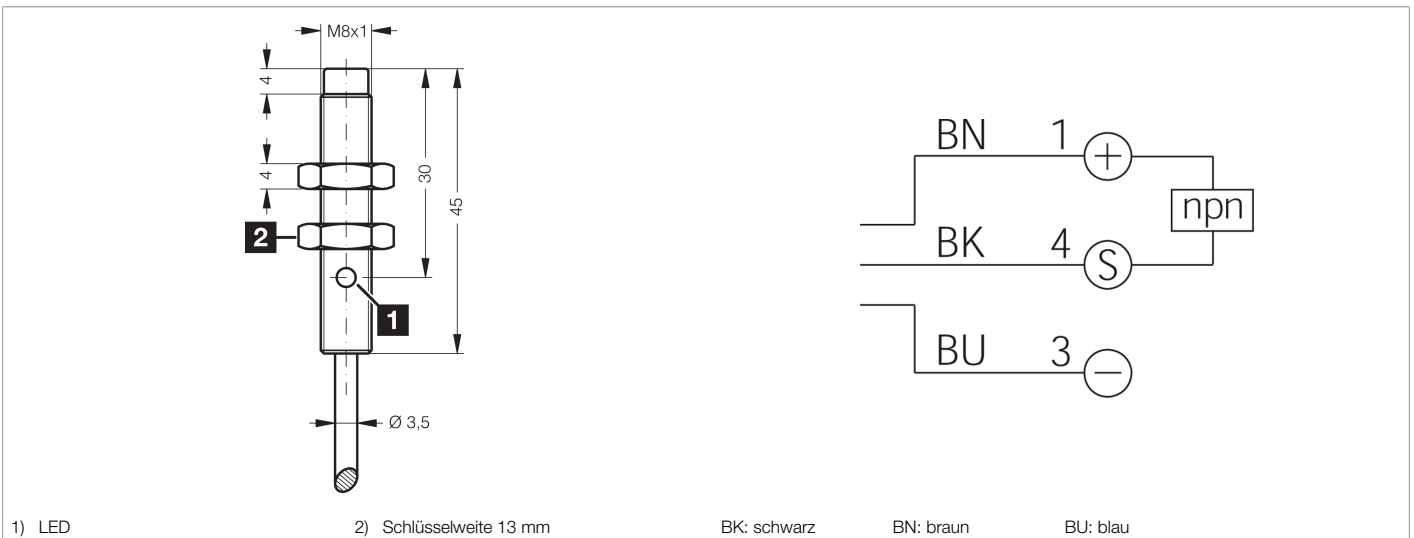 M8x1
4
4
30
45
2
1
Ø 3,5
BN 1 +
npn
BK 4 S
BU 3 −
1) LED 2) Schlüsselweite 13 mm BK: schwarz BN: braun BU: blau